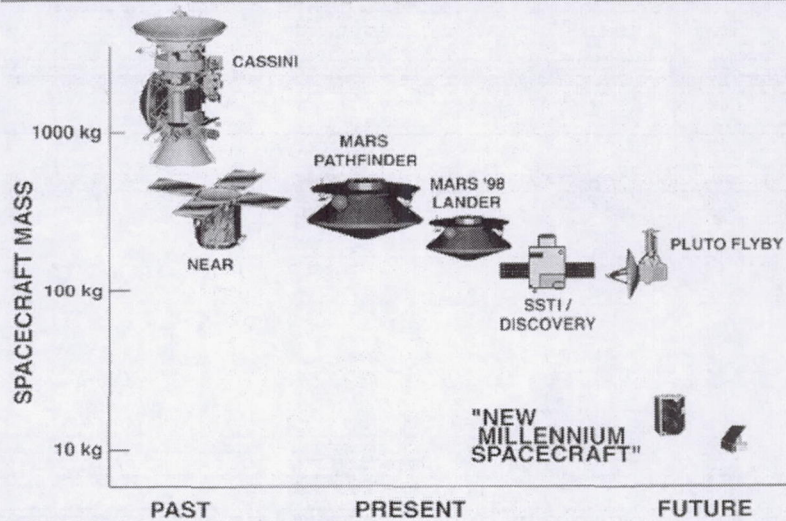 CASSINI
1000 kg
MARS
PATHFINDER
MARS '98
LANDER
SPACECRAFT MASS
NEAR
PLUTO FLYBY
100 kg
SSTI /
DISCOVERY
"NEW
MILLENNIUM
SPACECRAFT"
10 kg
PAST PRESENT FUTURE